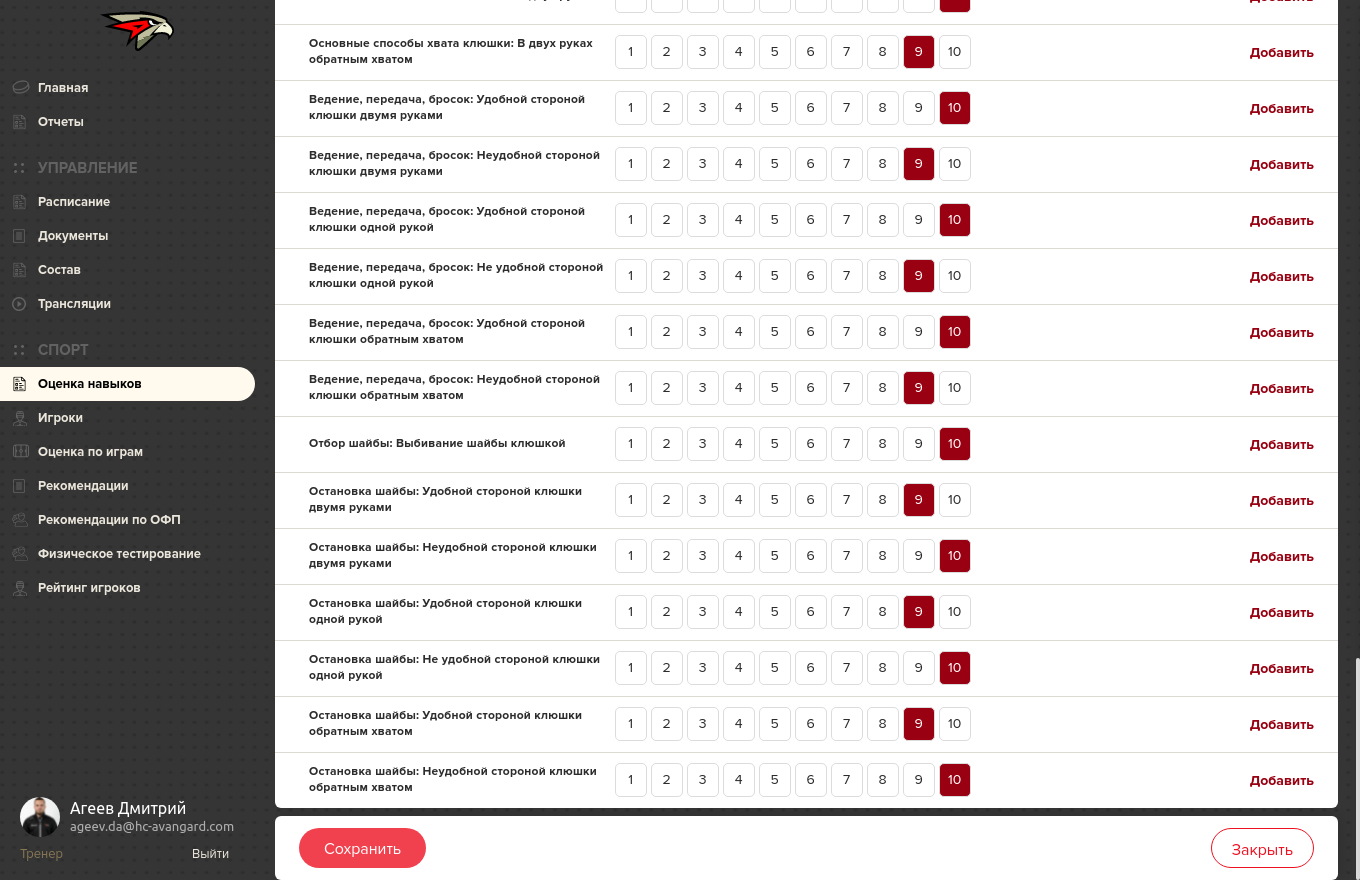 Главная
Отчеты
УПРАВЛЕНИЕ
Расписание
Документы
Состав
Трансляции
СПОРТ
Оценка навыков
Игроки
Оценка по играм
Рекомендации
Рекомендации по ОФП
Физическое тестирование
Рейтинг игроков
Агеев Дмитрий
ageev.da@hc-avangard.com
Тренер Выйти
Основные способы хвата клюшки: В двух руках
обратным хватом
1 2 3 4 5 6 7 8 9 10 Добавить
Ведение, передача, бросок: Удобной стороной
клюшки двумя руками
1 2 3 4 5 6 7 8 9 10 Добавить
Ведение, передача, бросок: Неудобной стороной
клюшки двумя руками
1 2 3 4 5 6 7 8 9 10 Добавить
Ведение, передача, бросок: Удобной стороной
клюшки одной рукой
1 2 3 4 5 6 7 8 9 10 Добавить
Ведение, передача, бросок: Не удобной стороной
клюшки одной рукой
1 2 3 4 5 6 7 8 9 10 Добавить
Ведение, передача, бросок: Удобной стороной
клюшки обратным хватом
1 2 3 4 5 6 7 8 9 10 Добавить
Ведение, передача, бросок: Неудобной стороной
клюшки обратным хватом
1 2 3 4 5 6 7 8 9 10 Добавить
Отбор шайбы: Выбивание шайбы клюшкой
1 2 3 4 5 6 7 8 9 10 Добавить
Остановка шайбы: Удобной стороной клюшки
двумя руками
1 2 3 4 5 6 7 8 9 10 Добавить
Остановка шайбы: Неудобной стороной клюшки
двумя руками
1 2 3 4 5 6 7 8 9 10 Добавить
Остановка шайбы: Удобной стороной клюшки
одной рукой
1 2 3 4 5 6 7 8 9 10 Добавить
Остановка шайбы: Не удобной стороной клюшки
одной рукой
1 2 3 4 5 6 7 8 9 10 Добавить
Остановка шайбы: Удобной стороной клюшки
обратным хватом
1 2 3 4 5 6 7 8 9 10 Добавить
Остановка шайбы: Неудобной стороной клюшки
обратным хватом
1 2 3 4 5 6 7 8 9 10 Добавить
Сохранить Закрыть